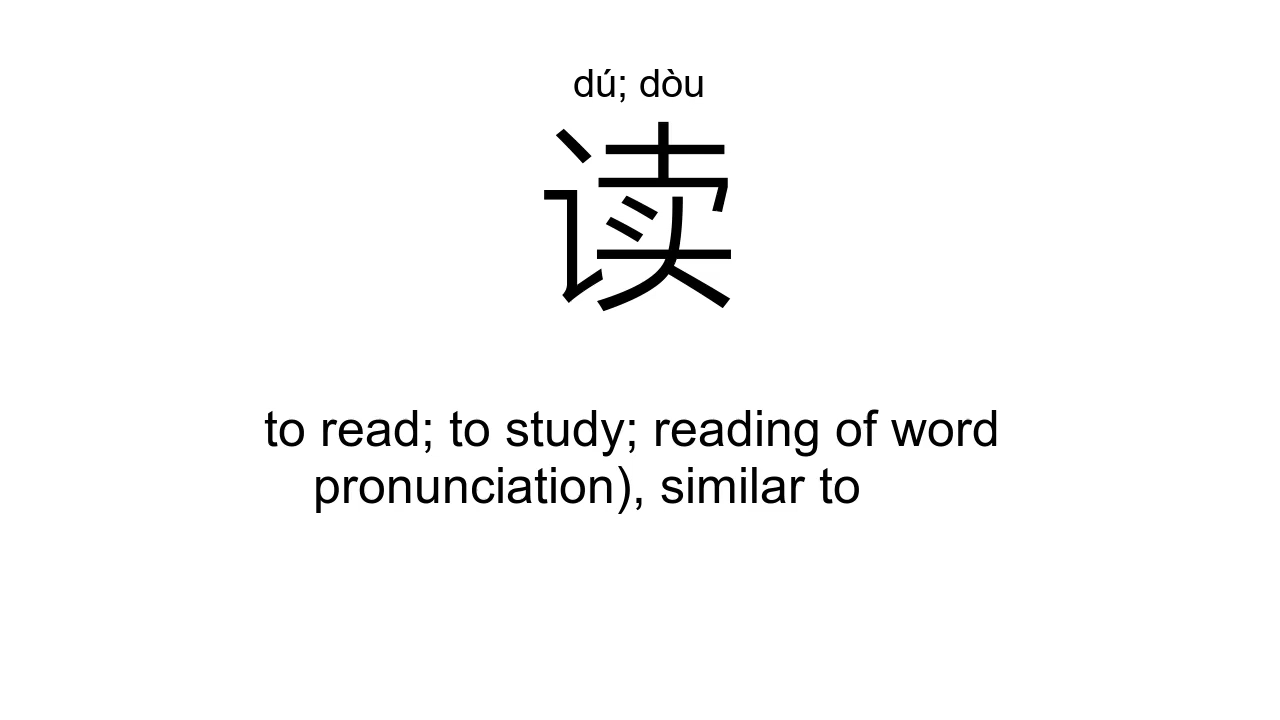 dú; dòu
读
to read; to study; reading of word
pronunciation), similar to